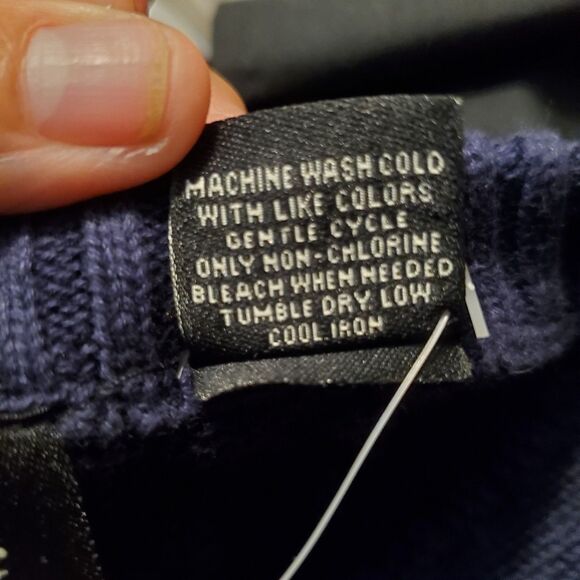 MACHINE WASH COLD
WITH LIKE COLORS
GENTLE CYCLE
ONLY NON-CHLORINE
BLEACH WHEN NEEDED
TUMBLE DRY LOW
COOL IRON